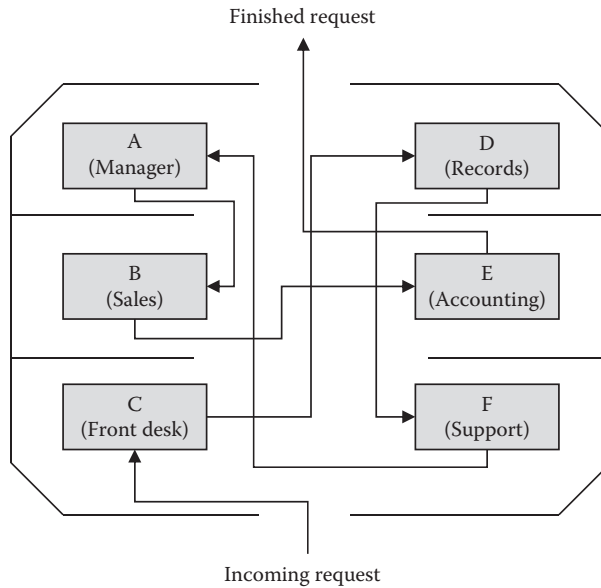 Finished request
A
(Manager)
D
(Records)
B
(Sales)
E
(Accounting)
C
(Front desk)
F
(Support)
Incoming request